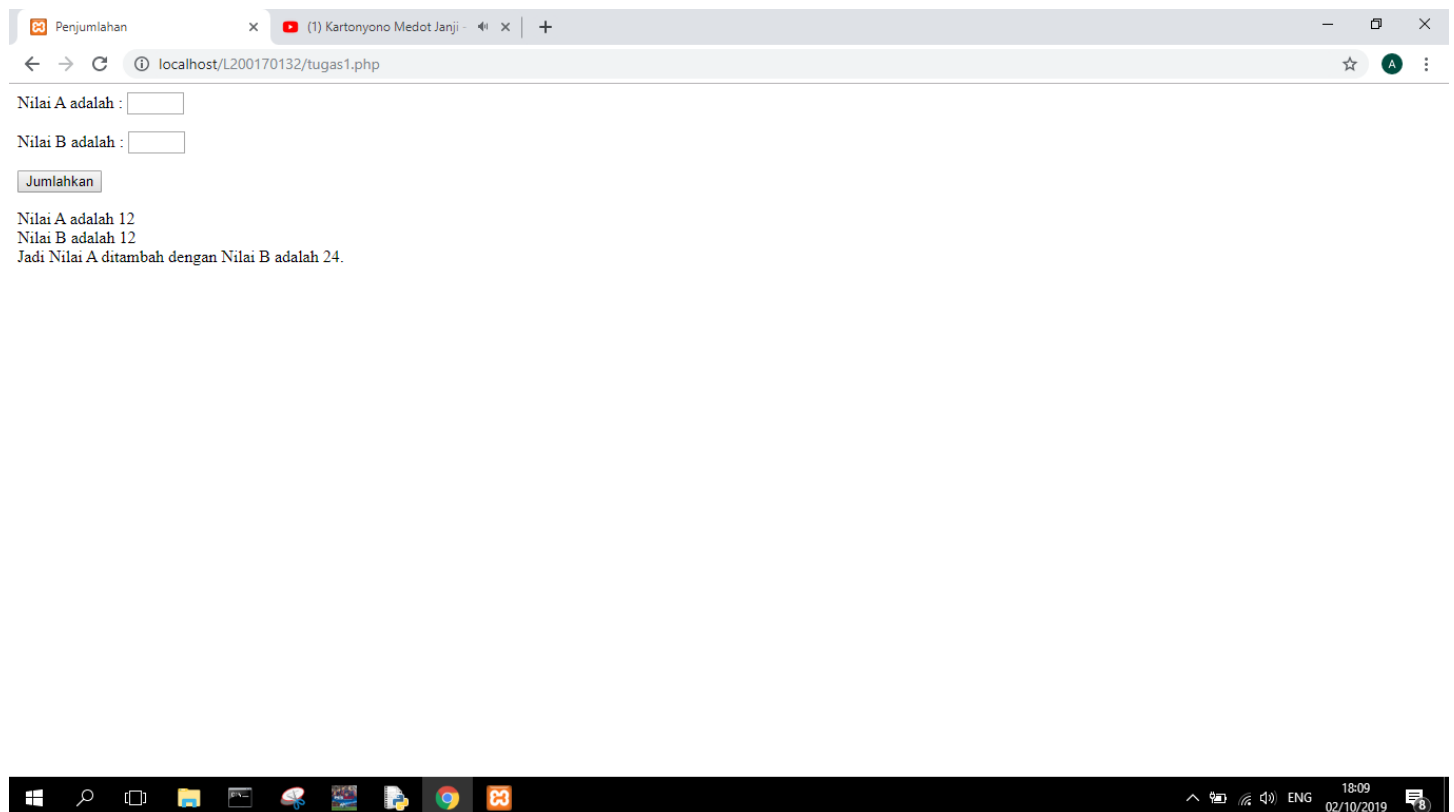 Penjumlahan
(1) Kartonyono Medot Janji -
localhost/L200170132/tugas1.php
A
Nilai A adalah :
Nilai B adalah :
Jumlahkan
Nilai A adalah 12
Nilai B adalah 12
Jadi Nilai A ditambah dengan Nilai B adalah 24.
ENG
18:09
02/10/2019
8